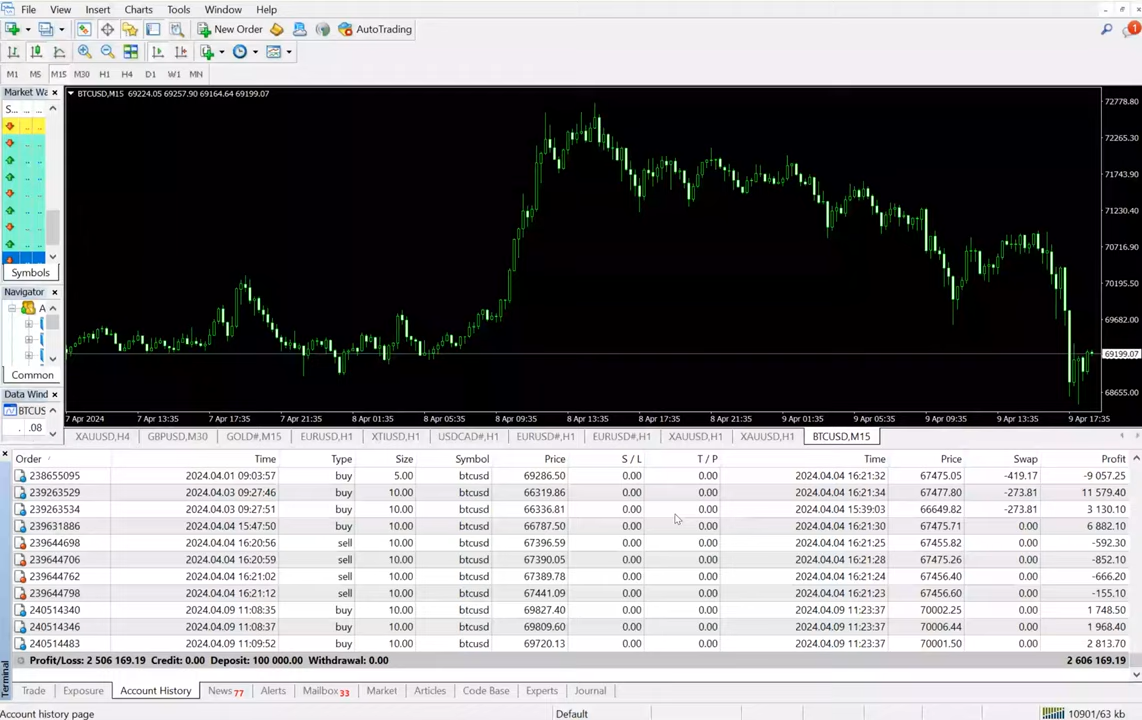 File View Insert Charts Tools Window Help
New Order AutoTrading 1
M1 M5 M15 M30 H1 H4 D1 W1 MN
Market Wa
S...
Symbols
Navigator
A
Common
Data Wind
BTCUS
.08
BTCUSD,M15 69224.05 69257.90 69164.64 69199.07
72778.80
72265.30
71743.90
71230.40
70716.90
70195.50
69682.00
69199.07
68655.00
7 Apr 2024 7 Apr 13:35 7 Apr 17:35 7 Apr 21:35 8 Apr 01:35 8 Apr 05:35 8 Apr 09:35 8 Apr 13:35 8 Apr 17:35 8 Apr 21:35 9 Apr 01:35 9 Apr 05:35 9 Apr 09:35 9 Apr 13:35 9 Apr 17:35
XAUUSD,H4 GBPUSD,M30 GOLD#,M15 EURUSD,H1 XTIUSD,H1 USDCAD#,H1 EURUSD#,H1 EURUSD#,H1 XAUUSD,H1 XAUUSD,H1 BTCUSD,M15
Order Time Type Size Symbol Price S / L T / P Time Price Swap Profit
238655095 2024.04.01 09:03:57 buy 5.00 btcusd 69286.50 0.00 0.00 2024.04.04 16:21:32 67475.05 -419.17 -9 057.25
239263529 2024.04.03 09:27:46 buy 10.00 btcusd 66319.86 0.00 0.00 2024.04.04 16:21:34 67477.80 -273.81 11 579.40
239263534 2024.04.03 09:27:51 buy 10.00 btcusd 66336.81 0.00 0.00 2024.04.04 15:39:03 66649.82 -273.81 3 130.10
239631886 2024.04.04 15:47:50 buy 10.00 btcusd 66787.50 0.00 0.00 2024.04.04 16:21:30 67475.71 0.00 6 882.10
239644698 2024.04.04 16:20:56 sell 10.00 btcusd 67396.59 0.00 0.00 2024.04.04 16:21:25 67455.82 0.00 -592.30
239644706 2024.04.04 16:20:59 sell 10.00 btcusd 67390.05 0.00 0.00 2024.04.04 16:21:28 67475.26 0.00 -852.10
239644762 2024.04.04 16:21:02 sell 10.00 btcusd 67389.78 0.00 0.00 2024.04.04 16:21:24 67456.40 0.00 -666.20
239644798 2024.04.04 16:21:12 sell 10.00 btcusd 67441.09 0.00 0.00 2024.04.04 16:21:23 67456.60 0.00 -155.10
240514340 2024.04.09 11:08:35 buy 10.00 btcusd 69827.40 0.00 0.00 2024.04.09 11:23:37 70002.25 0.00 1 748.50
240514346 2024.04.09 11:08:37 buy 10.00 btcusd 69809.60 0.00 0.00 2024.04.09 11:23:37 70006.44 0.00 1 968.40
240514483 2024.04.09 11:09:52 buy 10.00 btcusd 69720.13 0.00 0.00 2024.04.09 11:23:37 70001.50 0.00 2 813.70
Profit/Loss: 2 506 169.19 Credit: 0.00 Deposit: 100 000.00 Withdrawal: 0.00 2 606 169.19
Terminal
Trade Exposure Account History News 77 Alerts Mailbox 33 Market Articles Code Base Experts Journal
Account history page Default 10901/63 kb